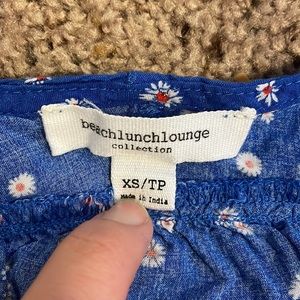 beachlunchlounge
collection
XS/TP
made in India